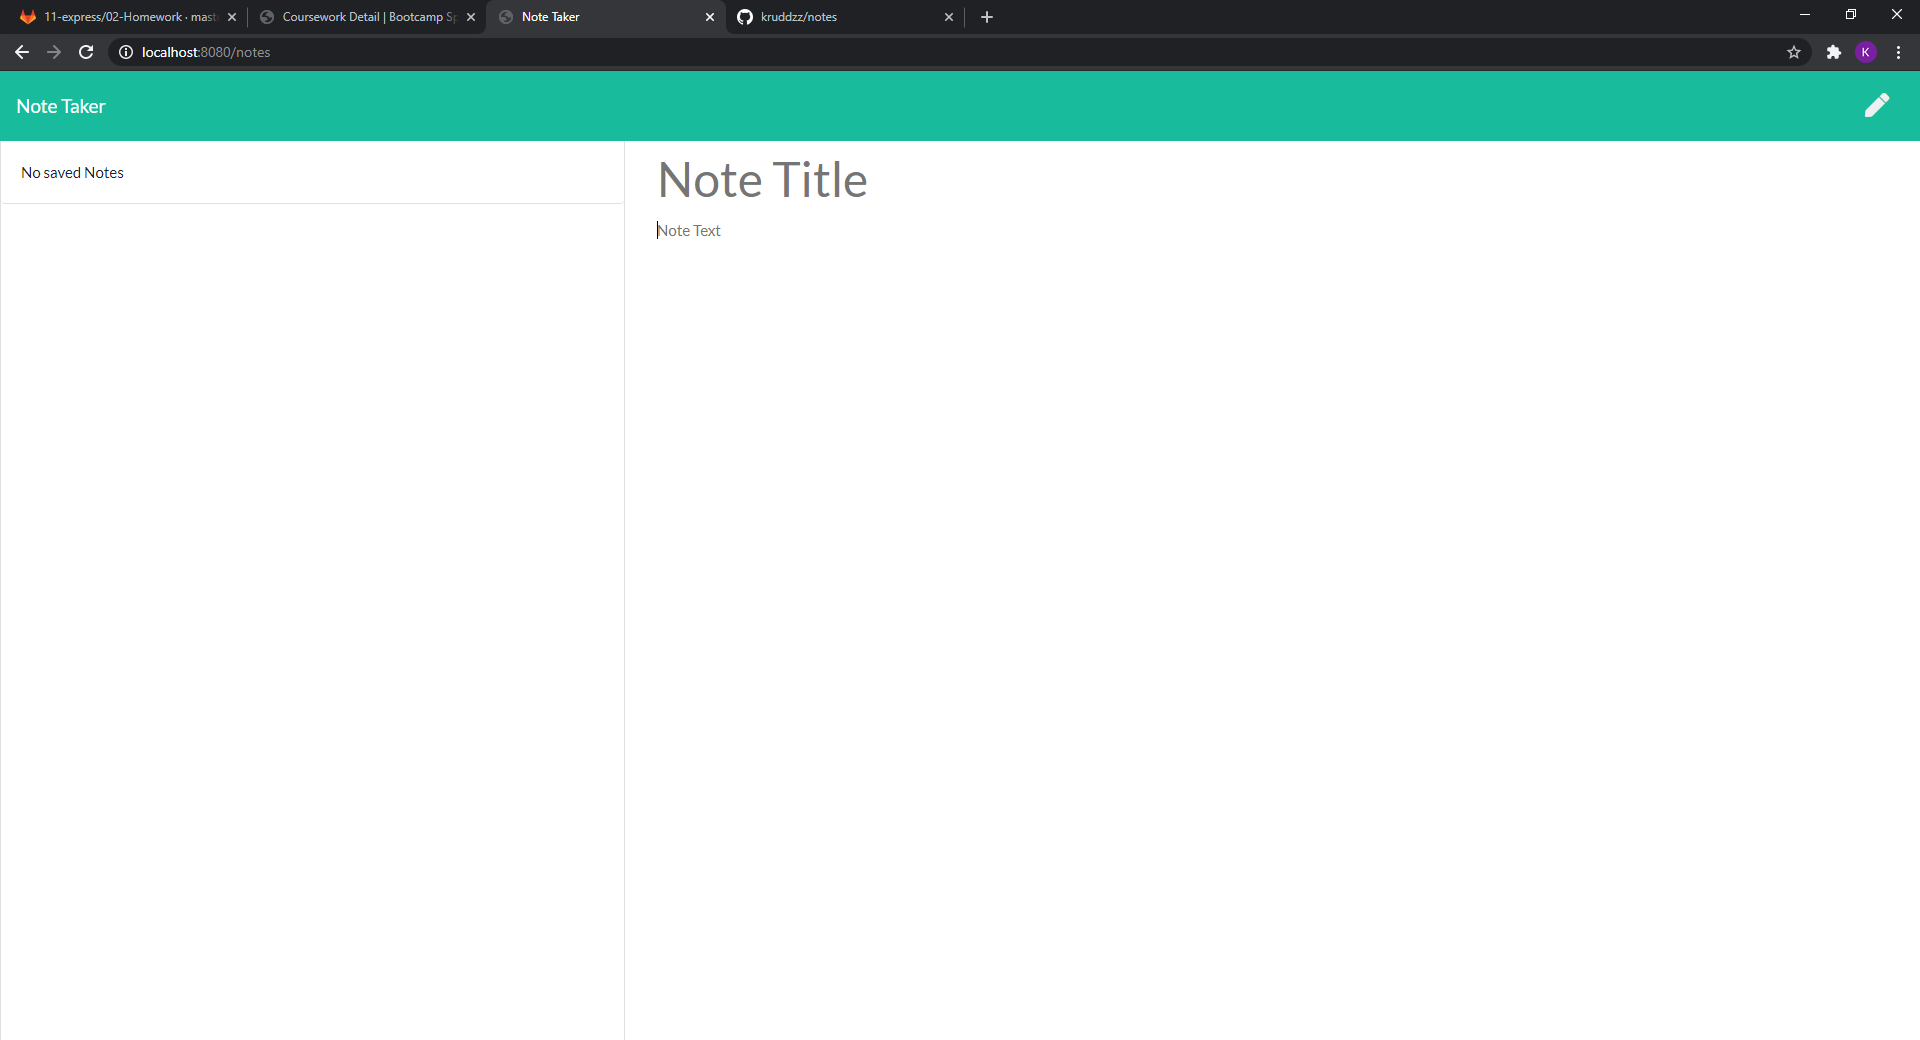 11-express/02-Homework · mast
Coursework Detail | Bootcamp Sp
Note Taker
kruddzz/notes
localhost:8080/notes
K
Note Taker
No saved Notes
Note Title
Note Text